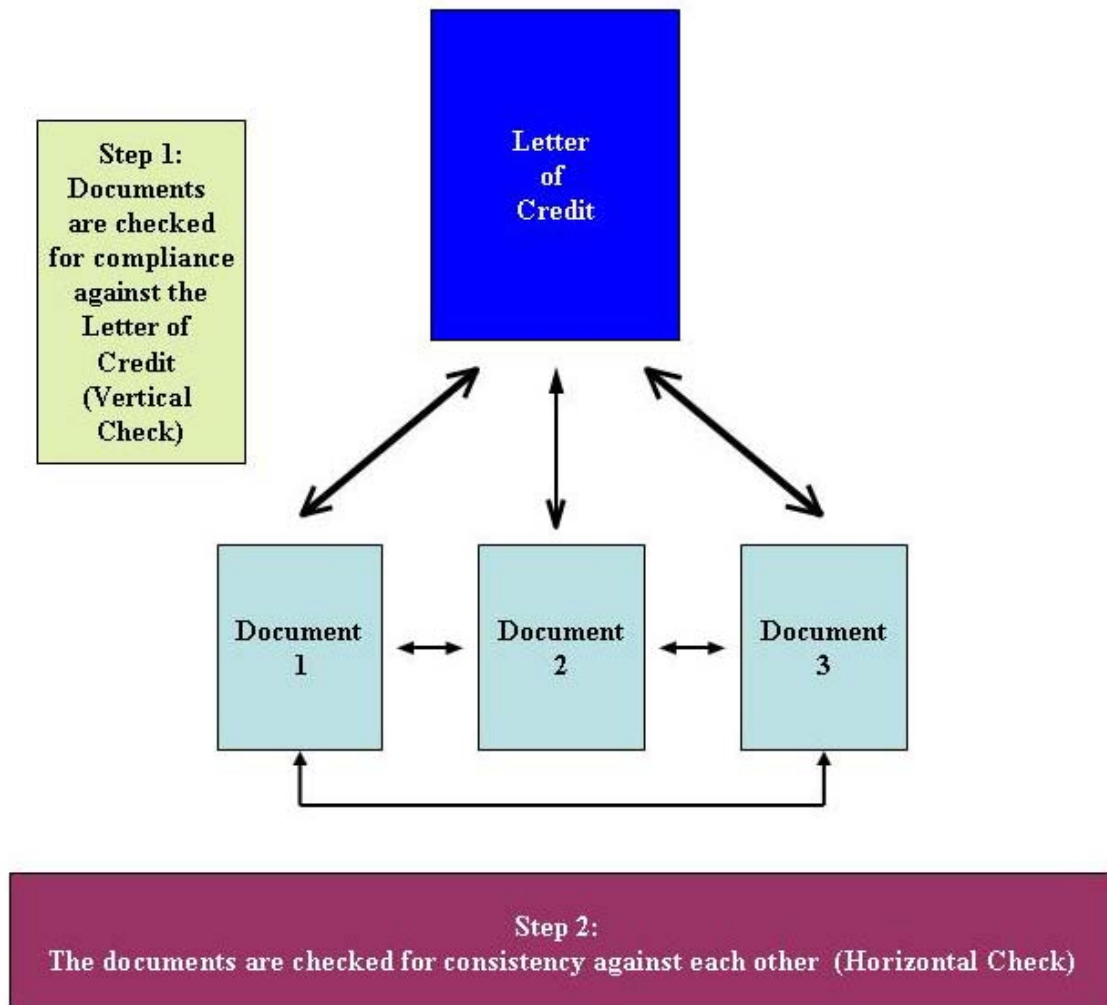 Letter
of
Credit
Step 1:
Documents
are checked
for compliance
against the
Letter of
Credit
(Vertical
Check)
Document
1
Document
2
Document
3
Step 2:
The documents are checked for consistency against each other (Horizontal Check)